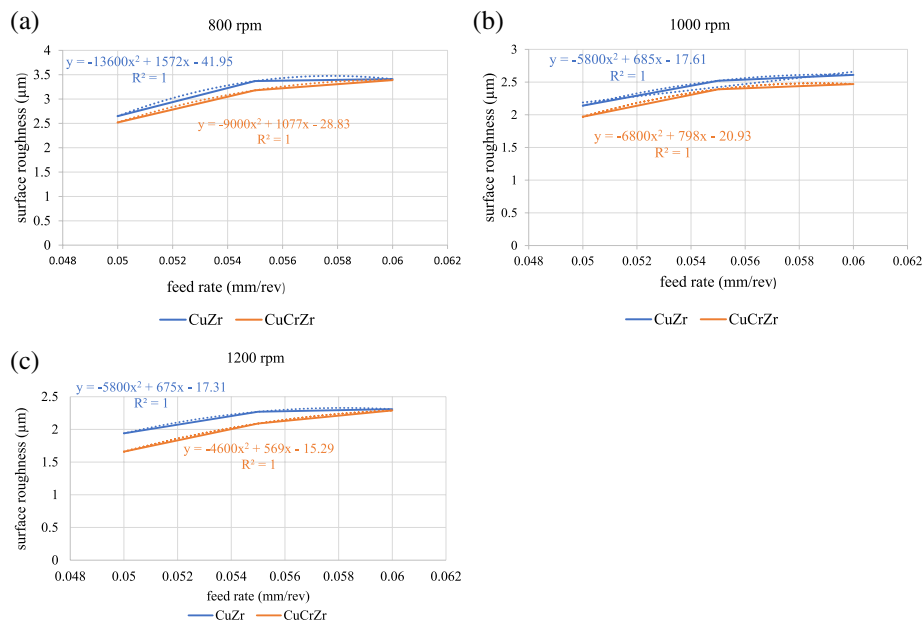 (a)
800 rpm
surface roughness (µm)
4
3.5
3
2.5
2
1.5
1
0.5
0
y = -13600x² + 1572x - 41.95
R² = 1
y = -9000x² + 1077x - 28.83
R² = 1
0.048 0.05 0.052 0.054 0.056 0.058 0.06 0.062
feed rate (mm/rev)
CuZr CuCrZr
(b)
1000 rpm
surface roughness (µm)
3
2.5
2
1.5
1
0.5
0
y = -5800x² + 685x - 17.61
R² = 1
y = -6800x² + 798x - 20.93
R² = 1
0.048 0.05 0.052 0.054 0.056 0.058 0.06 0.062
feed rate (mm/rev)
CuZr CuCrZr
(c)
1200 rpm
surface roughness (µm)
2.5
2
1.5
1
0.5
0
y = -5800x² + 675x - 17.31
R² = 1
y = -4600x² + 569x - 15.29
R² = 1
0.048 0.05 0.052 0.054 0.056 0.058 0.06 0.062
feed rate (mm/rev)
CuZr CuCrZr